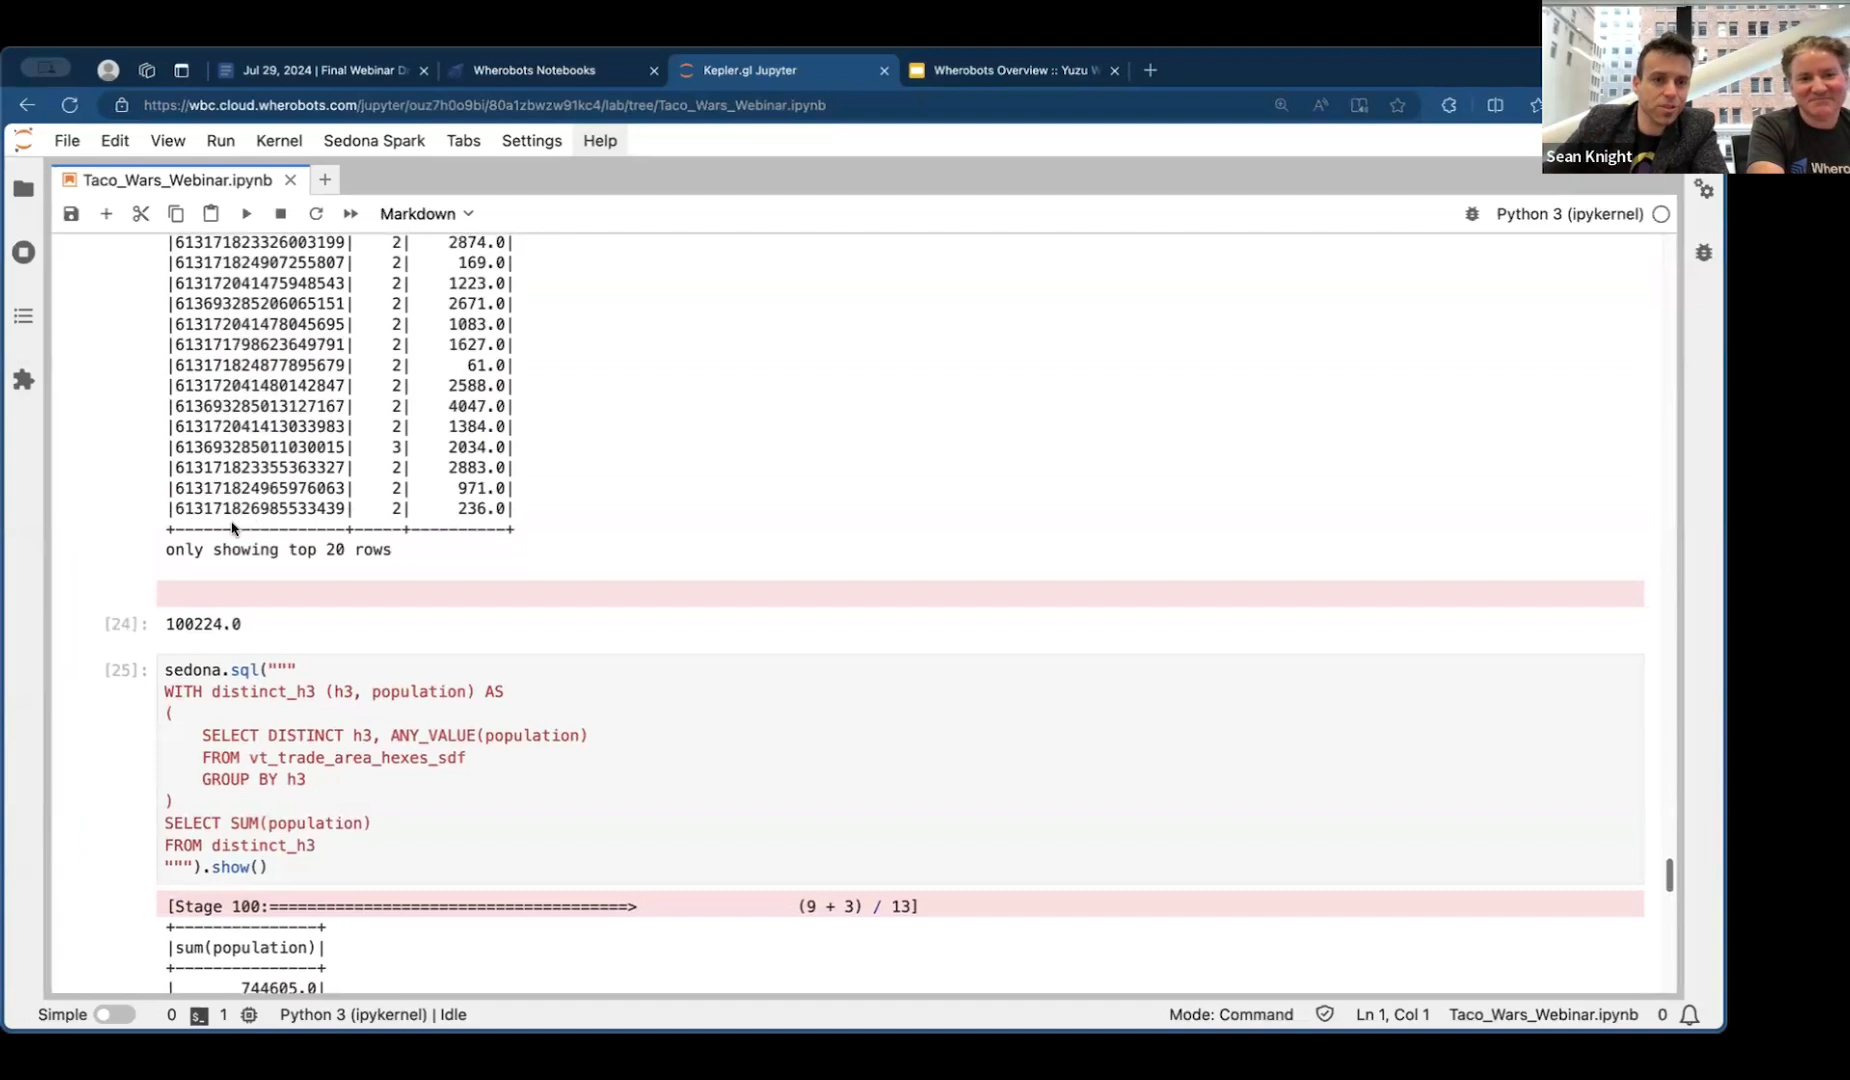 Jul 29, 2024 | Final Webinar D
Wherobots Notebooks
Kepler.gl Jupyter
Wherobots Overview :: Yuzu W
https://wbc.cloud.wherobots.com/jupyter/ouz7h0o9bi/80a1zbwzw91kc4/lab/tree/Taco_Wars_Webinar.ipynb
Sean Knight
Whero
File Edit View Run Kernel Sedona Spark Tabs Settings Help
Taco_Wars_Webinar.ipynb
Markdown
Python 3 (ipykernel)
|613171823326003199| 2| 2874.0|
|613171824907255807| 2| 169.0|
|613172041475948543| 2| 1223.0|
|613693285206065151| 2| 2671.0|
|613172041478045695| 2| 1083.0|
|613171798623649791| 2| 1627.0|
|613171824877895679| 2| 61.0|
|613172041480142847| 2| 2588.0|
|613693285013127167| 2| 4047.0|
|613172041413033983| 2| 1384.0|
|613693285011030015| 3| 2034.0|
|613171823355363327| 2| 2883.0|
|613171824965976063| 2| 971.0|
|613171826985533439| 2| 236.0|
+------------------+-----+----------+
only showing top 20 rows
[24]: 100224.0
[25]: sedona.sql("""
WITH distinct_h3 (h3, population) AS
(
SELECT DISTINCT h3, ANY_VALUE(population)
FROM vt_trade_area_hexes_sdf
GROUP BY h3
)
SELECT SUM(population)
FROM distinct_h3
""").show()
[Stage 100:======================================> (9 + 3) / 13]
+---------------+
|sum(population)|
+---------------+
| 744605.0|
Simple 0 1 Python 3 (ipykernel) | Idle
Mode: Command
Ln 1, Col 1
Taco_Wars_Webinar.ipynb
0